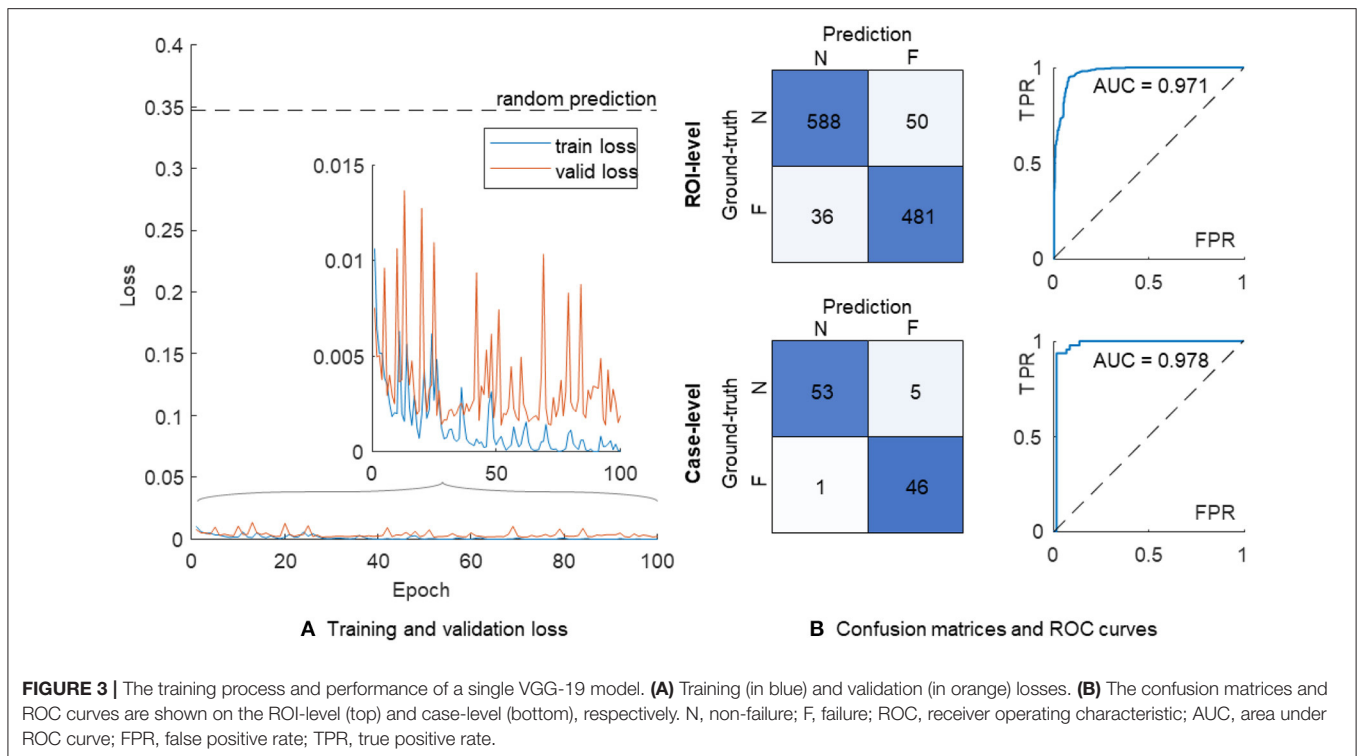 0.4
0.35
0.3
0.25
0.2
0.15
0.1
0.05
0
Loss
random prediction
train loss
valid loss
0.015
0.01
0.005
0
0 50 100
0 20 40 60 80 100
Epoch
A Training and validation loss
Prediction
N F
ROI-level
Ground-truth
N
F
588 50
36 481
1
0.5
0
TPR
AUC = 0.971
FPR
0 0.5 1
Prediction
N F
Case-level
Ground-truth
N
F
53 5
1 46
1
0.5
0
TPR
AUC = 0.978
FPR
0 0.5 1
B Confusion matrices and ROC curves
FIGURE 3 | The training process and performance of a single VGG-19 model. (A) Training (in blue) and validation (in orange) losses. (B) The confusion matrices and
ROC curves are shown on the ROI-level (top) and case-level (bottom), respectively. N, non-failure; F, failure; ROC, receiver operating characteristic; AUC, area under
ROC curve; FPR, false positive rate; TPR, true positive rate.